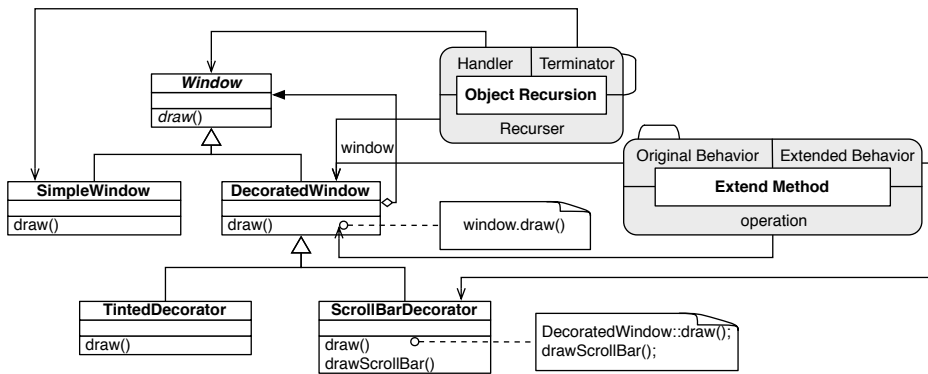 Handler
Terminator
Object Recursion
Recurser
Window
draw()
window
Original Behavior
Extended Behavior
Extend Method
operation
SimpleWindow
draw()
DecoratedWindow
draw()
window.draw()
TintedDecorator
draw()
ScrollBarDecorator
draw()
drawScrollBar()
DecoratedWindow::draw();
drawScrollBar();